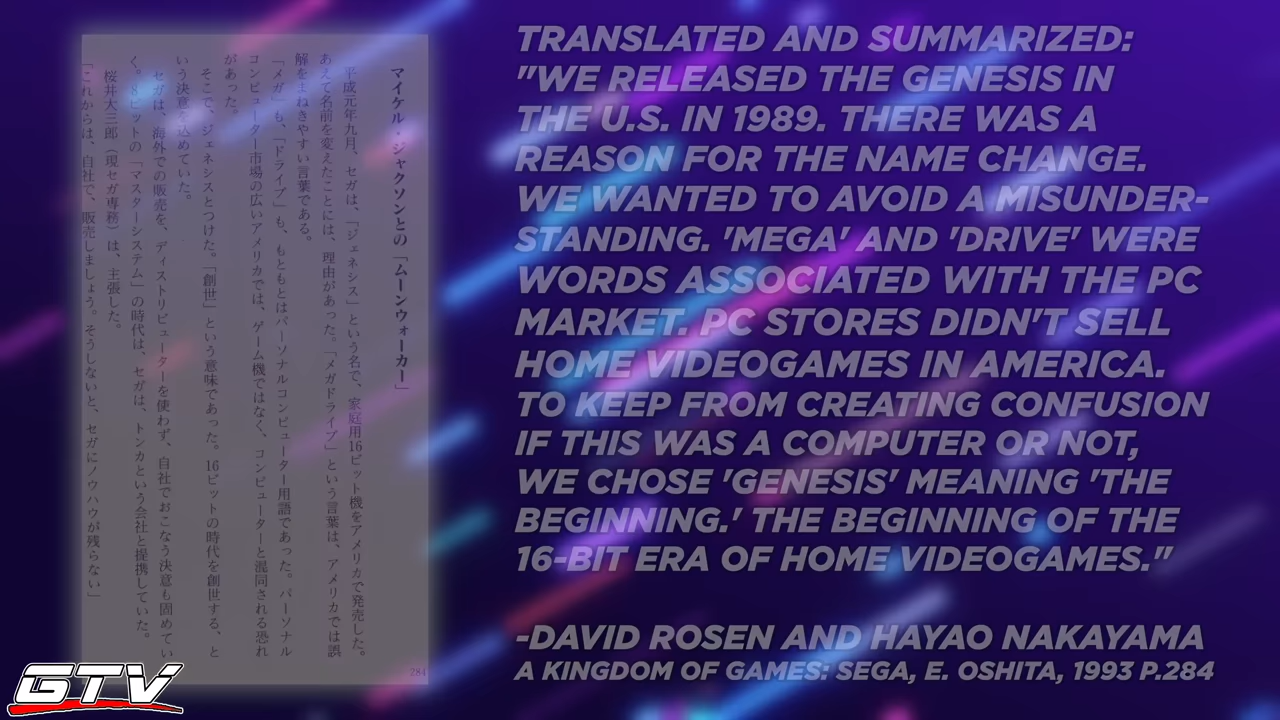 マイケル・ジャクソンとの「ムーンウォーカー」
平成元年九月、セガは、「ジェネシス」という名で、家庭用16ビット機をアメリカで発売した。
あえて名前を変えたことには、理由があった。「メガドライブ」という言葉は、アメリカでは誤
解をまねきやすい言葉である。
「メガ」も、「ドライブ」も、もともとはパーソナルコンピューター用語であった。パーソナル
コンピューター市場の広いアメリカでは、ゲーム機ではなく、コンピューターと混同される恐れ
があった。
そこで、ジェネシスとつけた。「創世」という意味であった。16ビットの時代を創世する、と
いう決意を込めていた。
セガは、海外での販売を、ディストリビューターを使わず、自社でおこなう決意も固めてい
く。8ビットの「マスターシステム」の時代は、セガは、トンカという会社と提携していた。
桜井大三郎（現セガ専務）は、主張した。
「これからは、自社で、販売しましょう。そうしないと、セガにノウハウが残らない」
284
TRANSLATED AND SUMMARIZED:
"WE RELEASED THE GENESIS IN
THE U.S. IN 1989. THERE WAS A
REASON FOR THE NAME CHANGE.
WE WANTED TO AVOID A MISUNDER-
STANDING. 'MEGA' AND 'DRIVE' WERE
WORDS ASSOCIATED WITH THE PC
MARKET. PC STORES DIDN'T SELL
HOME VIDEOGAMES IN AMERICA.
TO KEEP FROM CREATING CONFUSION
IF THIS WAS A COMPUTER OR NOT,
WE CHOSE 'GENESIS' MEANING 'THE
BEGINNING.' THE BEGINNING OF THE
16-BIT ERA OF HOME VIDEOGAMES."
-DAVID ROSEN AND HAYAO NAKAYAMA
A KINGDOM OF GAMES: SEGA, E. OSHITA, 1993 P.284
GTV